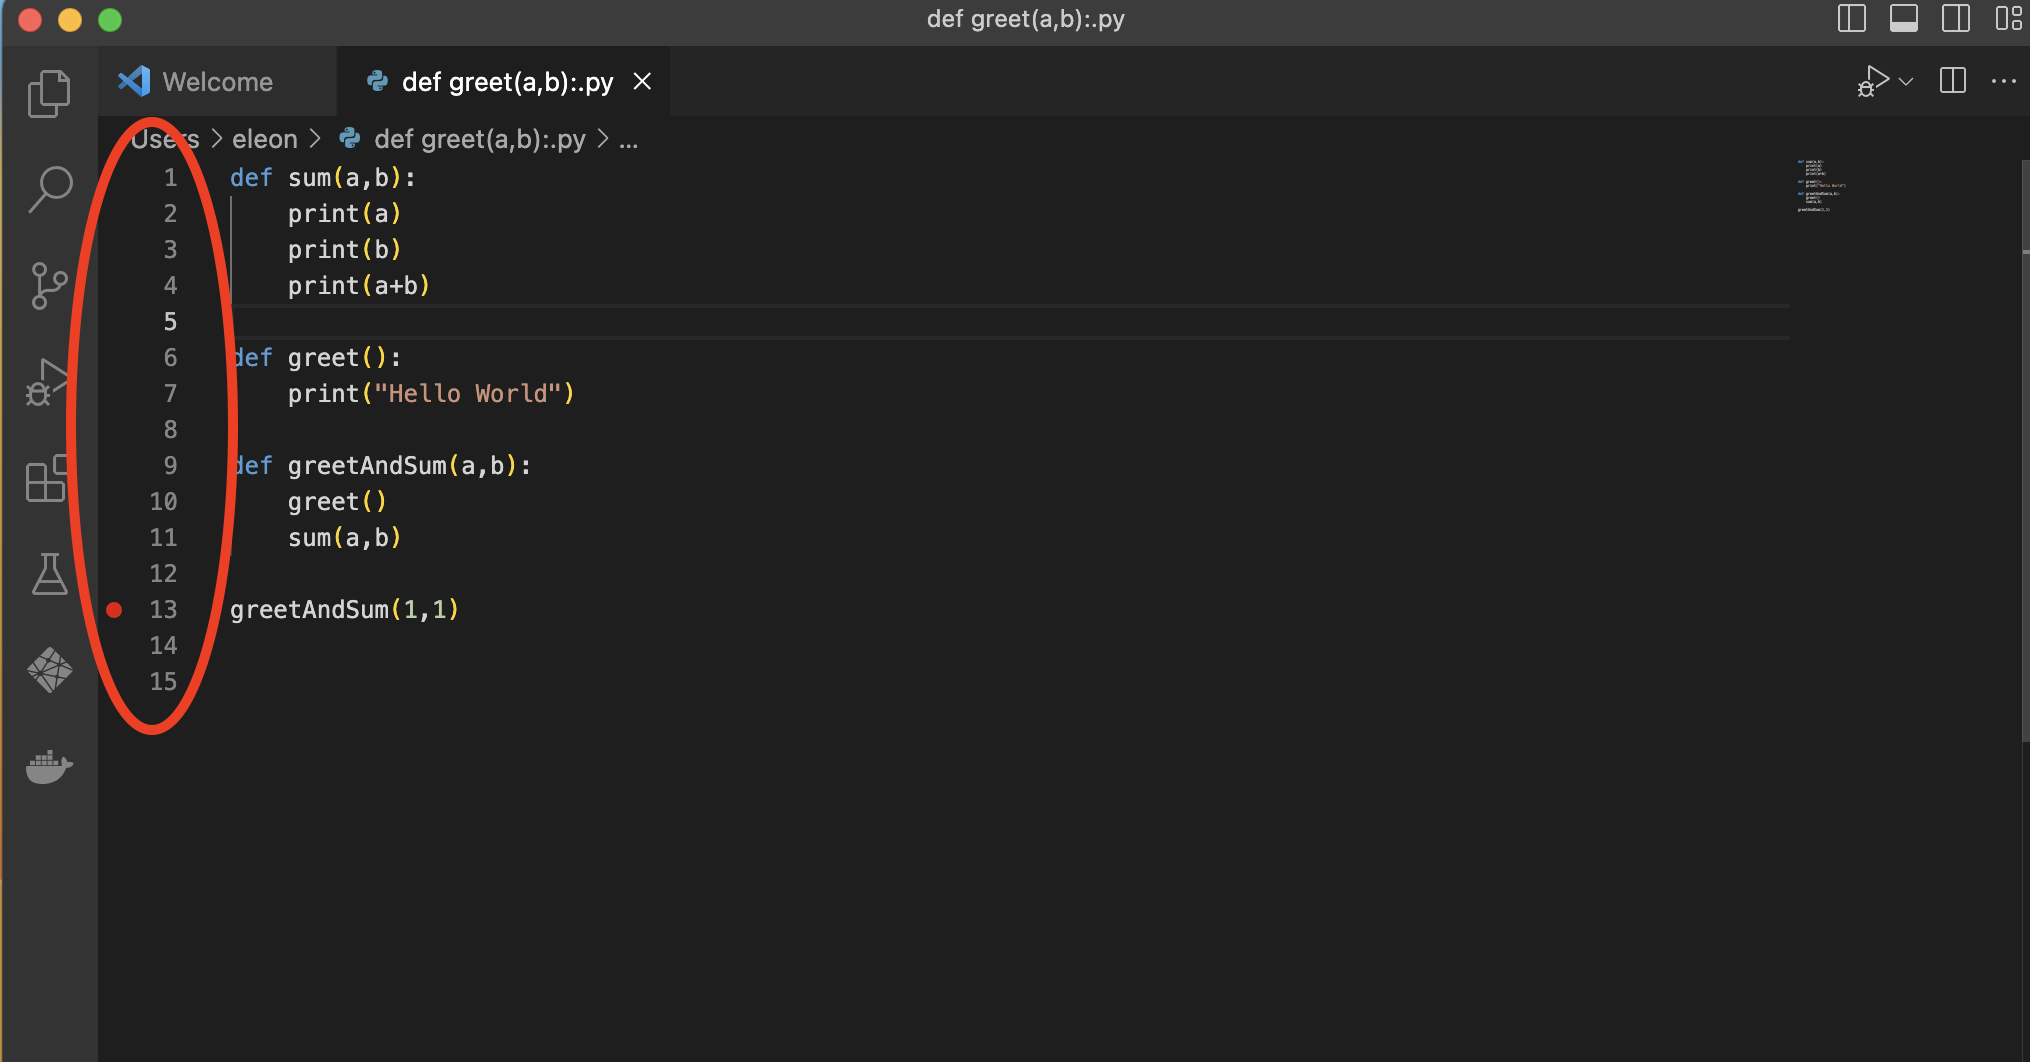 def greet(a,b):.py
Welcome
def greet(a,b):.py
Users > eleon > def greet(a,b):.py > ...
1 def sum(a,b):
2     print(a)
3     print(b)
4     print(a+b)
5
6 def greet():
7     print("Hello World")
8
9 def greetAndSum(a,b):
10     greet()
11     sum(a,b)
12
13 greetAndSum(1,1)
14
15